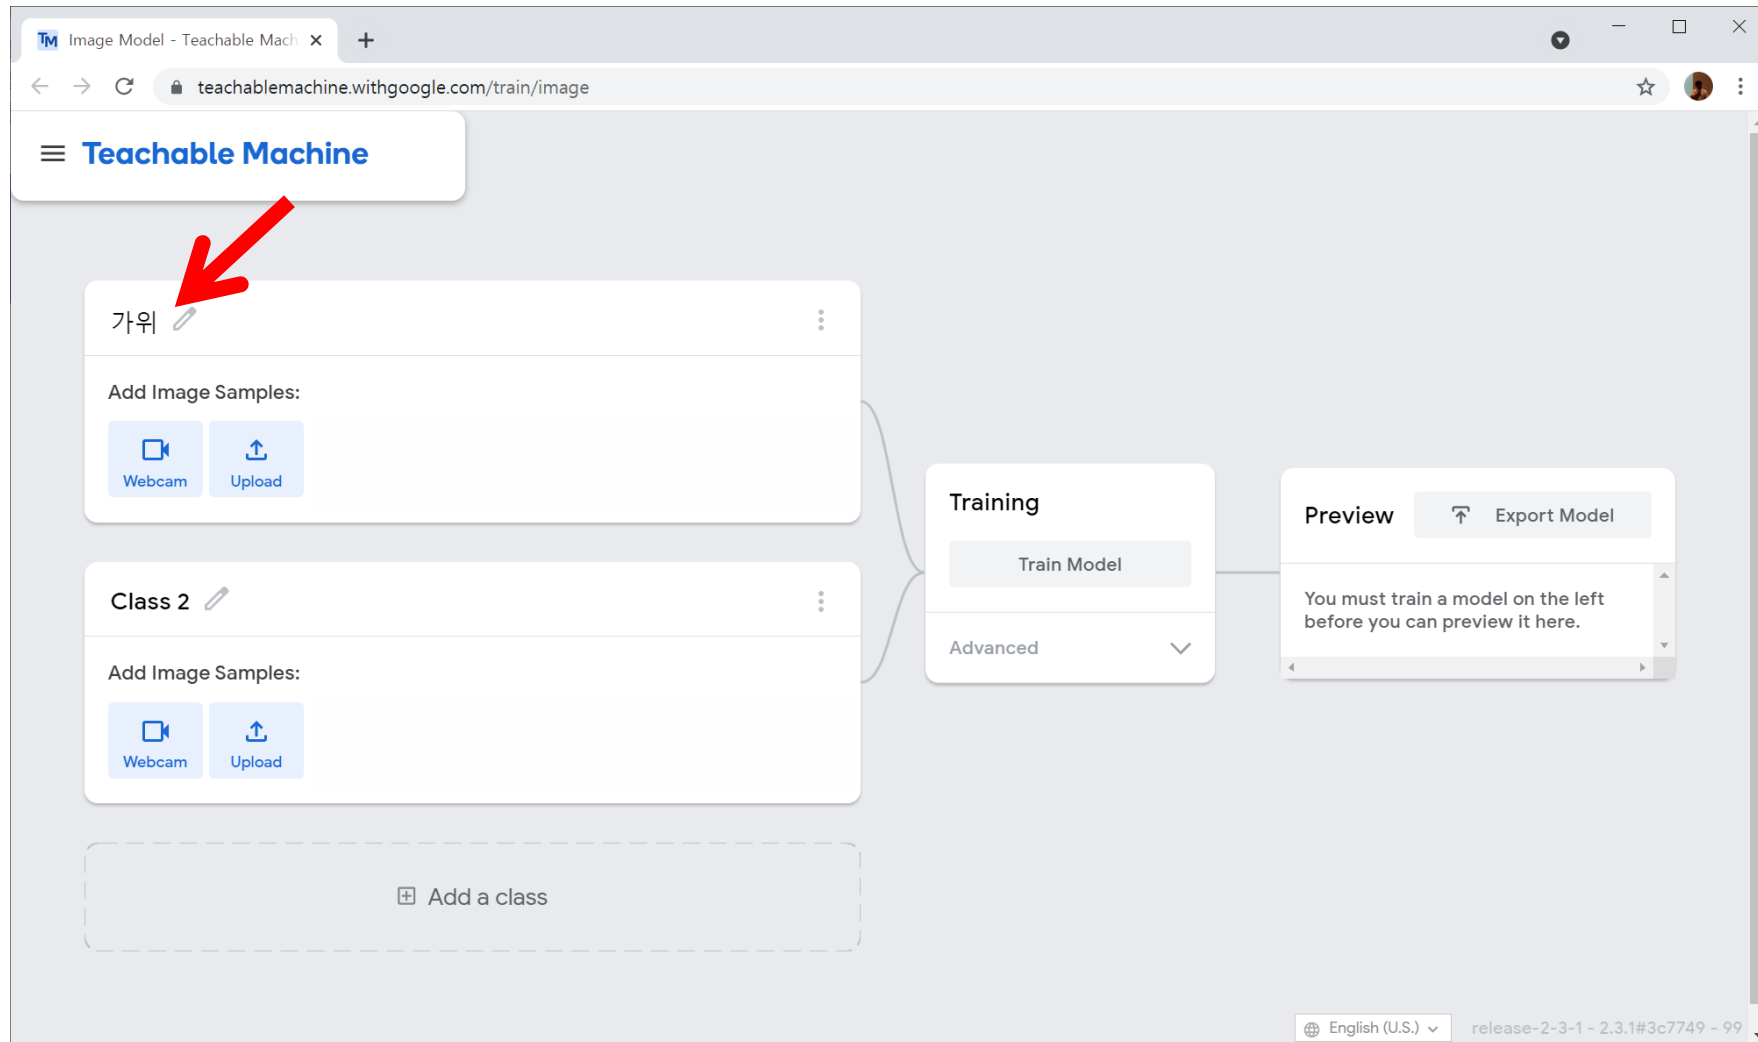 TM Image Model - Teachable Mach
teachablemachine.withgoogle.com/train/image
Teachable Machine
가위
Add Image Samples:
Webcam
Upload
Class 2
Add Image Samples:
Webcam
Upload
Add a class
Training
Train Model
Advanced
Preview
Export Model
You must train a model on the left
before you can preview it here.
English (U.S.)
release-2-3-1 - 2.3.1#3c7749 - 99